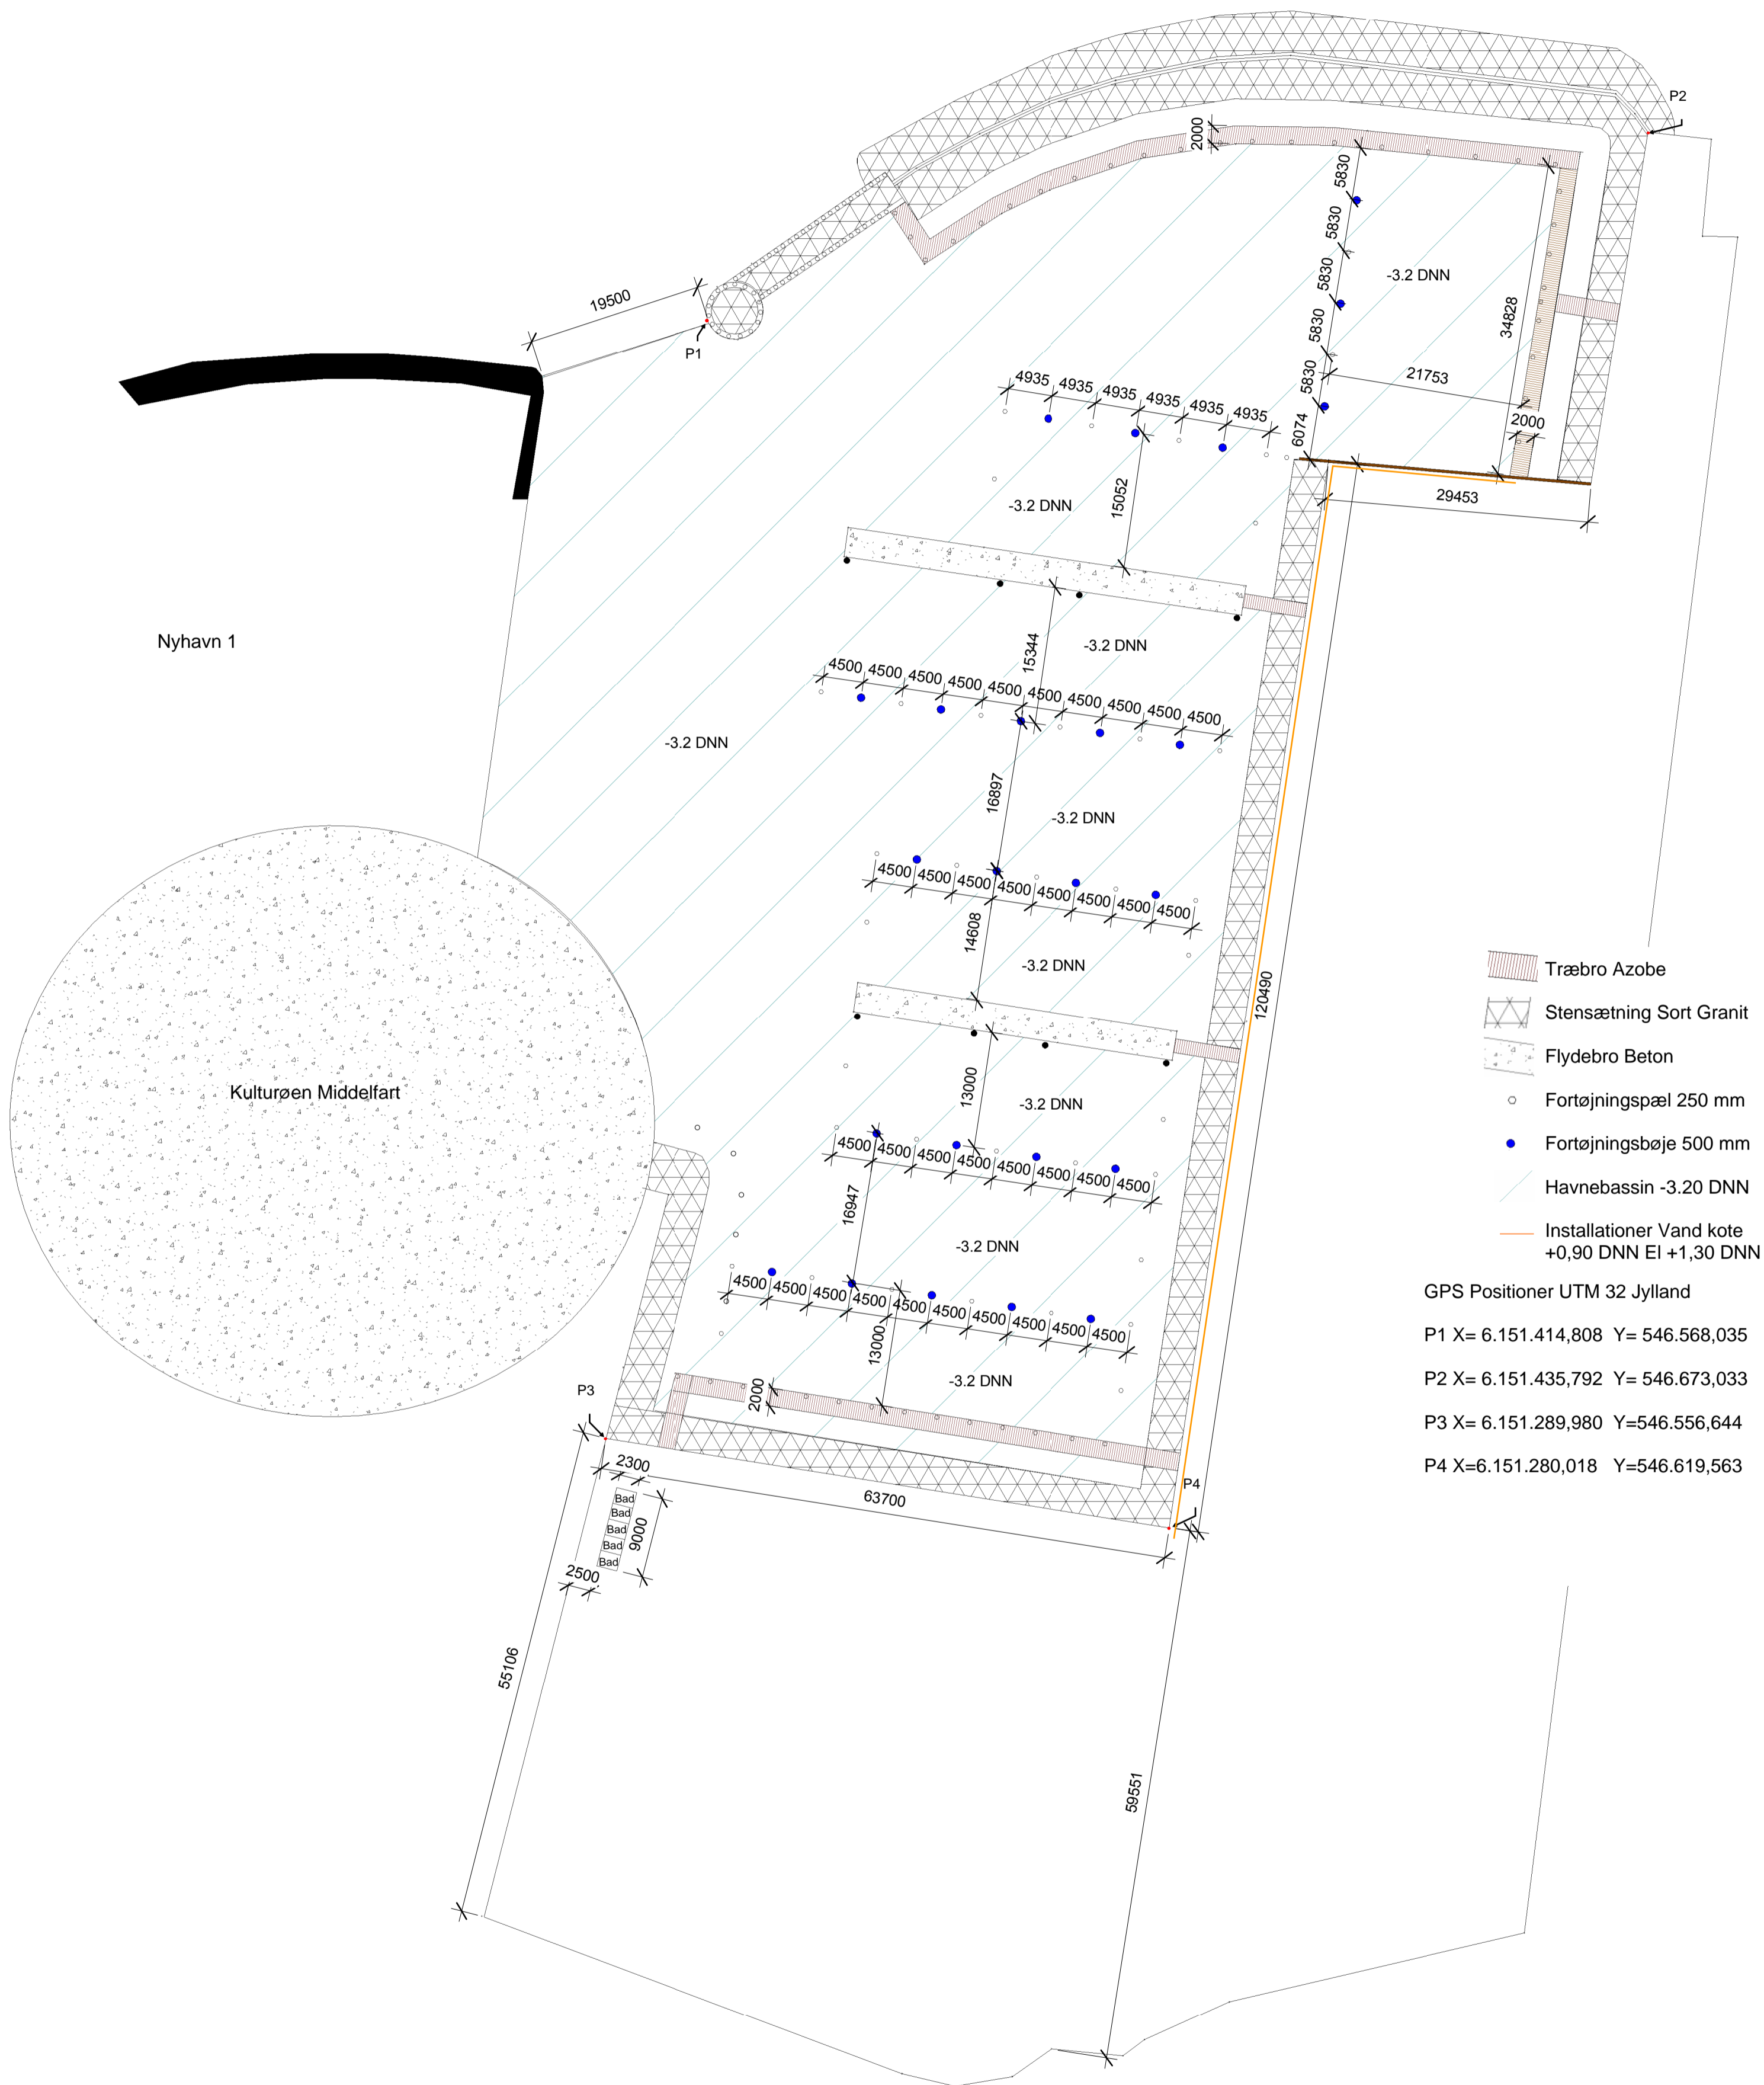 P2
2000
5830
5830
5830
5830
5830
6074
-3.2 DNN
34828
21753
2000
29453
19500
P1
4935
4935
4935
4935
4935
4935
15052
-3.2 DNN
Nyhavn 1
-3.2 DNN
15344
4500
4500
4500
4500
4500
4500
4500
4500
4500
4500
-3.2 DNN
16897
-3.2 DNN
4500
4500
4500
4500
4500
4500
4500
4500
14608
-3.2 DNN
120490
Kulturøen Middelfart
13000
-3.2 DNN
4500
4500
4500
4500
4500
4500
4500
4500
16947
-3.2 DNN
4500
4500
4500
4500
4500
4500
4500
4500
4500
4500
13000
-3.2 DNN
2000
P3
2300
63700
P4
Bad
Bad
Bad
Bad
Bad
9000
2500
55106
59551
Træbro Azobe
Stensætning Sort Granit
Flydebro Beton
Fortøjningspæl 250 mm
Fortøjningsbøje 500 mm
Havnebassin -3.20 DNN
Installationer Vand kote
+0,90 DNN El +1,30 DNN
GPS Positioner UTM 32 Jylland
P1 X= 6.151.414,808 Y= 546.568,035
P2 X= 6.151.435,792 Y= 546.673,033
P3 X= 6.151.289,980 Y=546.556,644
P4 X=6.151.280,018 Y=546.619,563